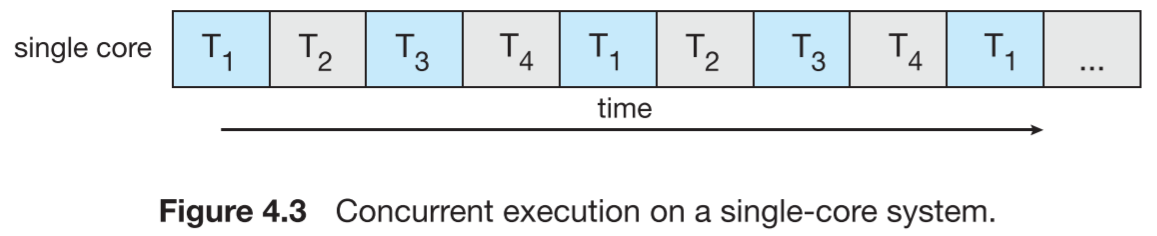 single core T1 T2 T3 T4 T1 T2 T3 T4 T1 ...
time
Figure 4.3 Concurrent execution on a single-core system.